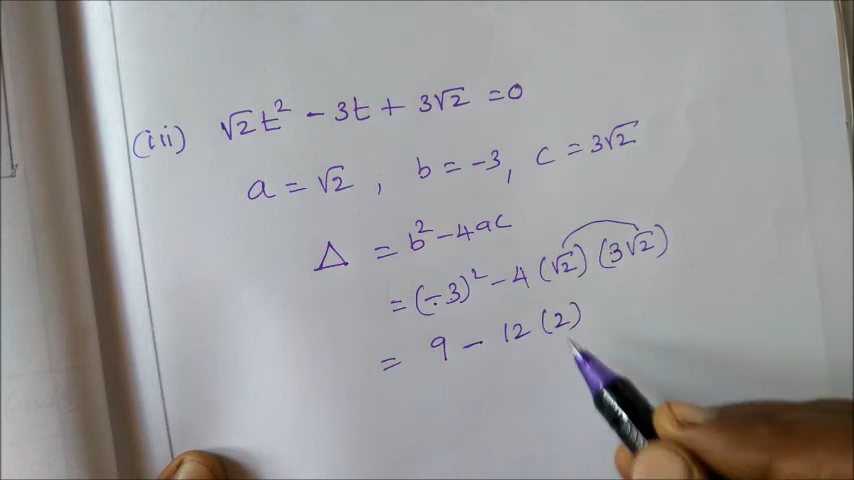 (iii) √2t² - 3t + 3√2 = 0
a = √2 , b = -3, c = 3√2
Δ = b² - 4ac
= (-3)² - 4 (√2) (3√2)
= 9 - 12 (2)